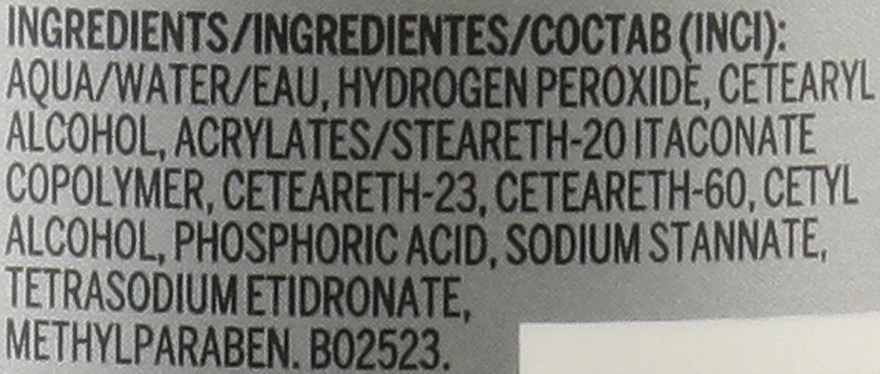 INGREDIENTS/INGREDIENTES/СОСТАВ (INCI):
AQUA/WATER/EAU, HYDROGEN PEROXIDE, CETEARYL
ALCOHOL, ACRYLATES/STEARETH-20 ITACONATE
COPOLYMER, CETEARETH-23, CETEARETH-60, CETYL
ALCOHOL, PHOSPHORIC ACID, SODIUM STANNATE,
TETRASODIUM ETIDRONATE,
METHYLPARABEN. B02523.